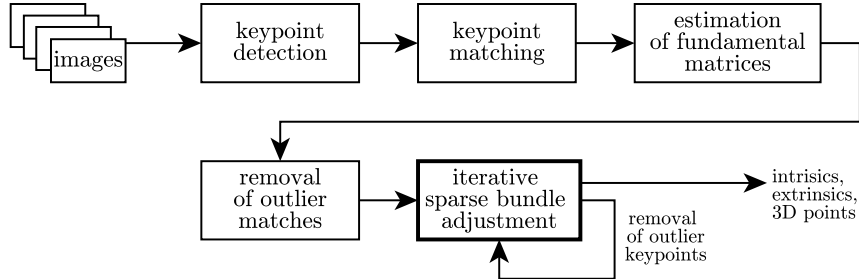 images
keypoint
detection
keypoint
matching
estimation
of fundamental
matrices
removal
of outlier
matches
iterative
sparse bundle
adjustment
removal
of outlier
keypoints
intrisics,
extrinsics,
3D points